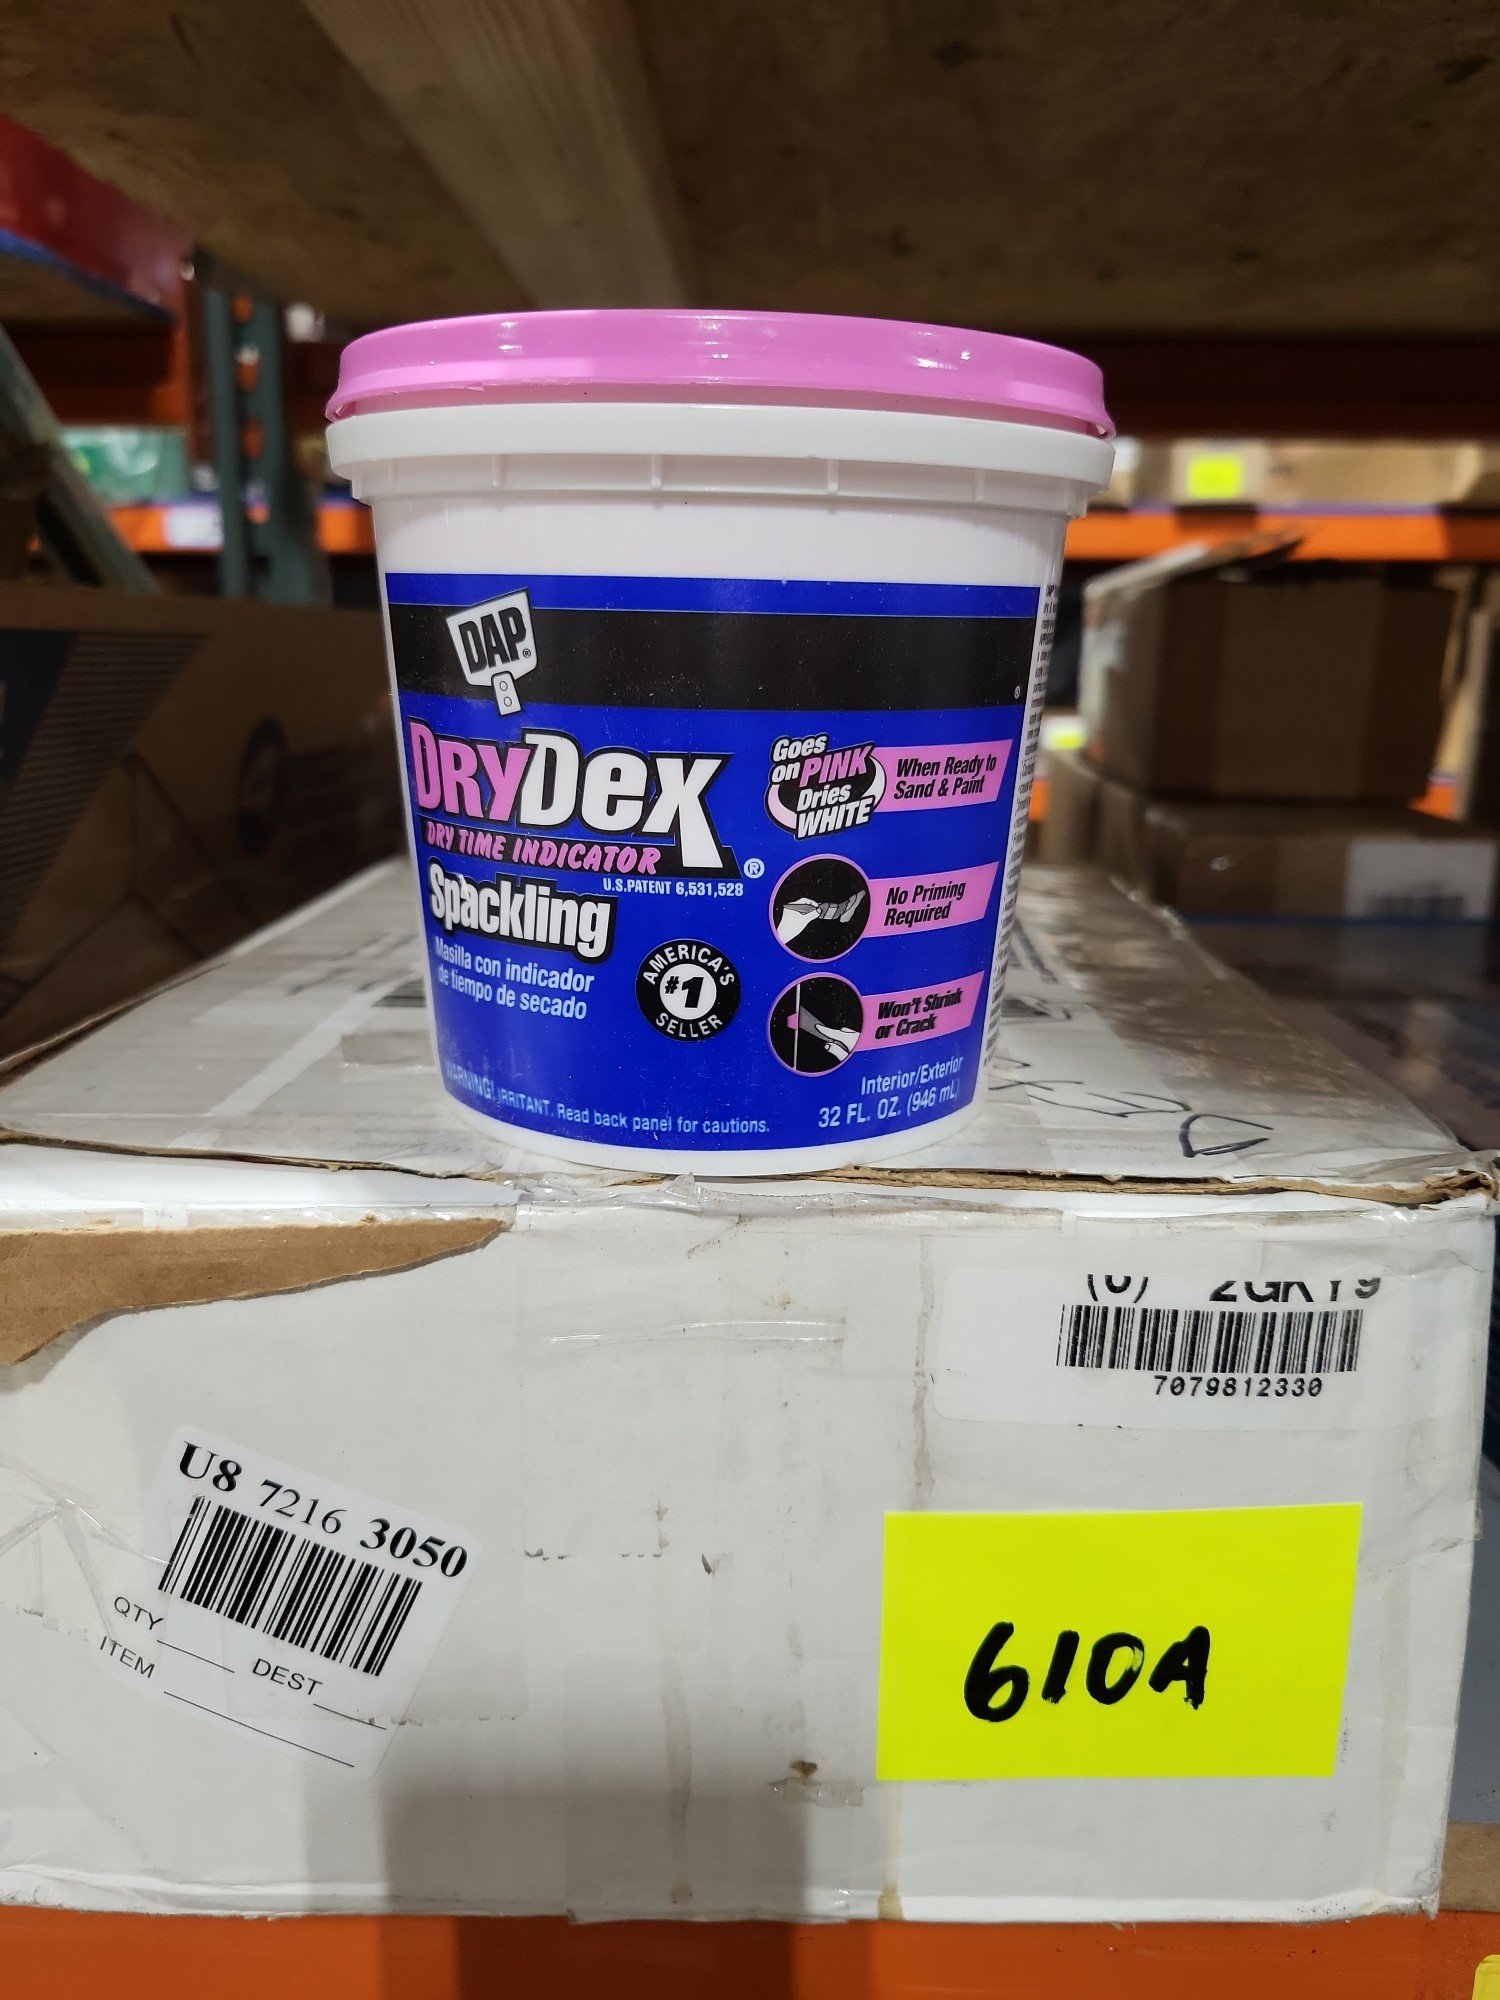 DAP®
DRYDEX
DRY TIME INDICATOR
®
U.S. PATENT 6,531,528
Spackling
Masilla con indicador
de tiempo de secado
AMERICA'S
#1
SELLER
Goes
on PINK
Dries
WHITE
When Ready to
Sand & Paint
No Priming
Required
Won't Shrink
or Crack
WARNING! IRRITANT. Read back panel for cautions.
Interior/Exterior
32 FL. OZ. (946 mL)
7079812330
U8 7216 3050
QTY
DEST
ITEM
610A